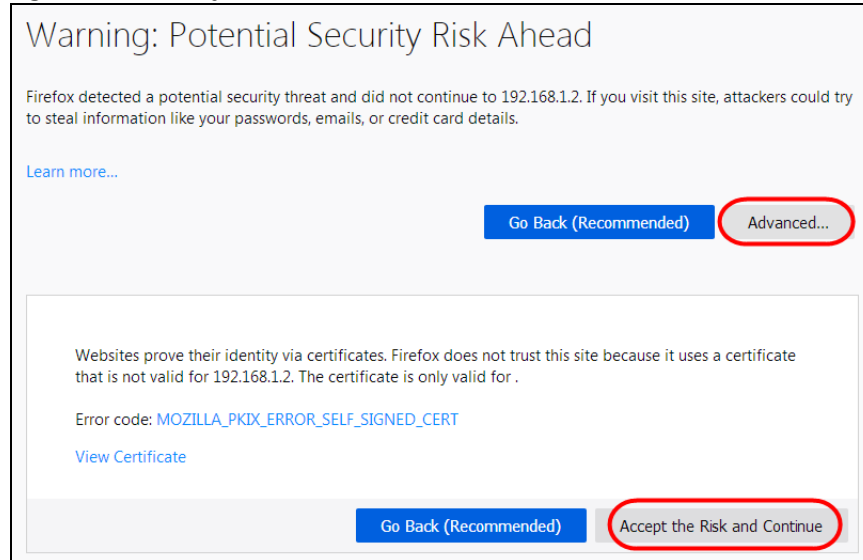 Warning: Potential Security Risk Ahead
Firefox detected a potential security threat and did not continue to 192.168.1.2. If you visit this site, attackers could try
to steal information like your passwords, emails, or credit card details.
Learn more...
Go Back (Recommended) Advanced...
Websites prove their identity via certificates. Firefox does not trust this site because it uses a certificate
that is not valid for 192.168.1.2. The certificate is only valid for .
Error code: MOZILLA_PKIX_ERROR_SELF_SIGNED_CERT
View Certificate
Go Back (Recommended) Accept the Risk and Continue